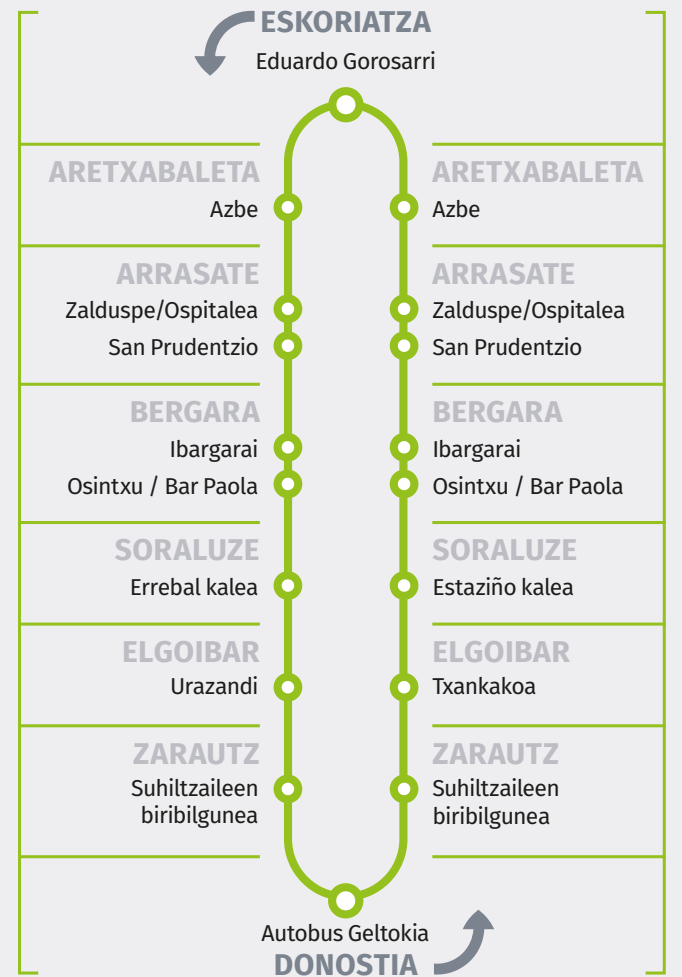 ESKORIATZA
Eduardo Gorosarri
ARETXABALETA
Azbe
ARRASATE
Zalduspe/Ospitalea
San Prudentzio
BERGARA
Ibargarai
Osintxu / Bar Paola
SORALUZE
Errebal kalea
ELGOIBAR
Urazandi
ZARAUTZ
Suhiltzaileen
biribilgunea
ARETXABALETA
Azbe
ARRASATE
Zalduspe/Ospitalea
San Prudentzio
BERGARA
Ibargarai
Osintxu / Bar Paola
SORALUZE
Estaziño kalea
ELGOIBAR
Txankakoa
ZARAUTZ
Suhiltzaileen
biribilgunea
Autobus Geltokia
DONOSTIA